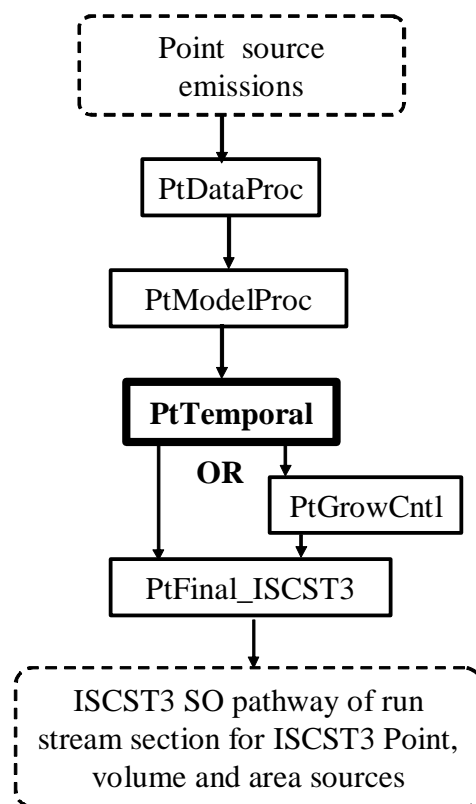 Point source
emissions
PtDataProc
PtModelProc
PtTemporal
OR
PtGrowCntl
PtFinal_ISCST3
ISCST3 SO pathway of run
stream section for ISCST3 Point,
volume and area sources